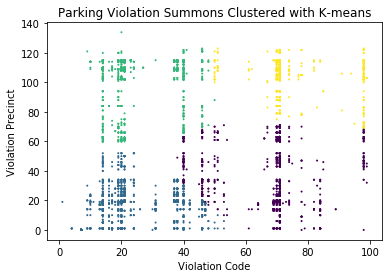 Parking Violation Summons Clustered with K-means
140
120
100
80
60
40
20
0
Violation Precinct
0 20 40 60 80 100
Violation Code